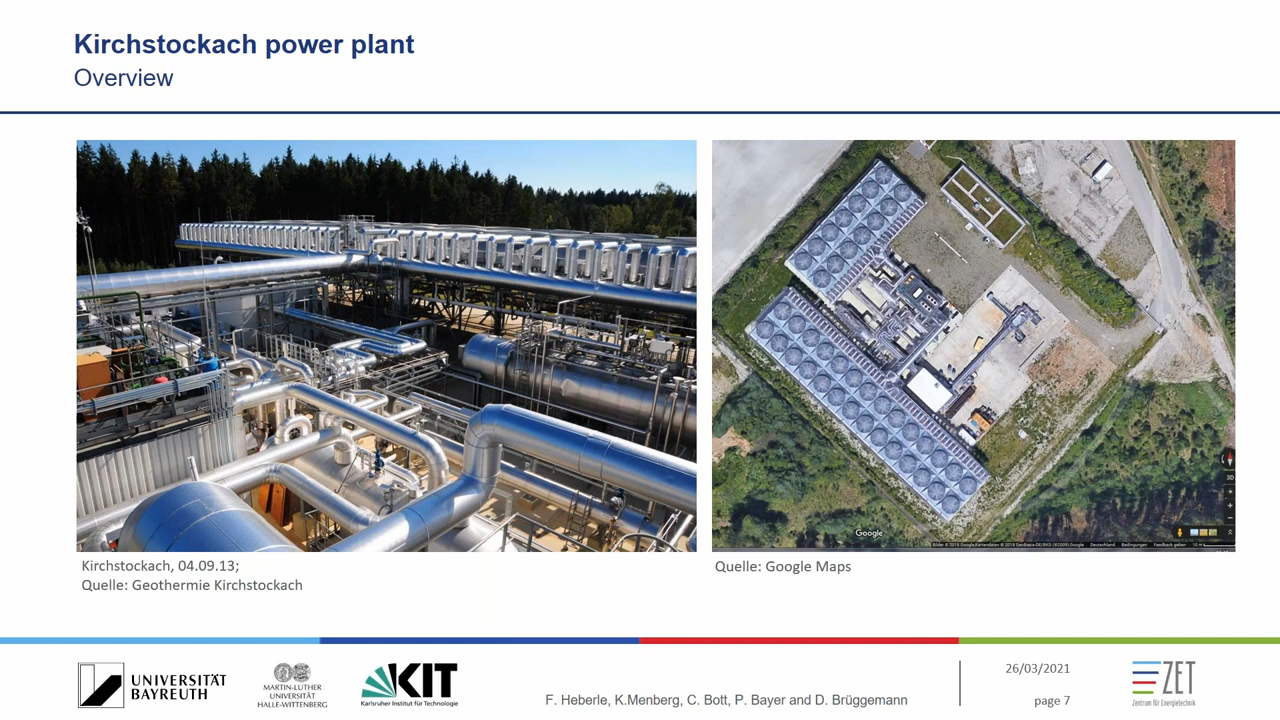 Kirchstockach power plant
Overview
Google
3D
Kirchstockach, 04.09.13;
Quelle: Geothermie Kirchstockach
Quelle: Google Maps
UNIVERSITÄT
BAYREUTH
MARTIN-LUTHER
UNIVERSITÄT
HALLE-WITTENBERG
KIT
Karlsruher Institut für Technologie
F. Heberle, K.Menberg, C. Bott, P. Bayer and D. Brüggemann
26/03/2021
page 7
ZET
Zentrum für Energietechnik